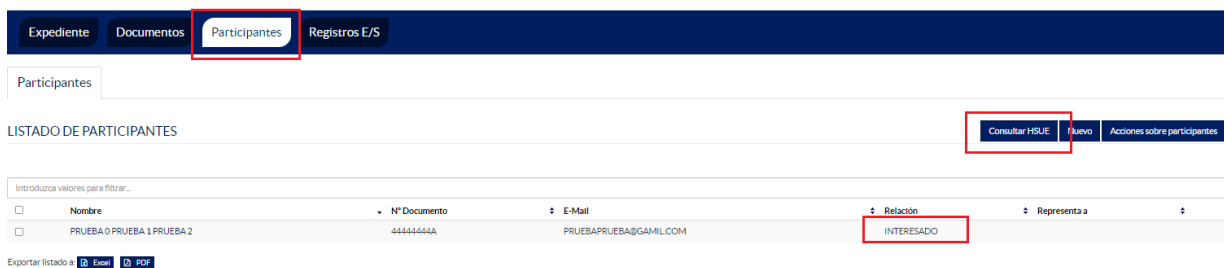 Expediente Documentos Participantes Registros E/S
Participantes
LISTADO DE PARTICIPANTES
Consultar HSUE Nuevo Acciones sobre participantes
Introduzca valores para filtrar...
Nombre Nº Documento E-Mail Relación Representa a
PRUEBA 0 PRUEBA 1 PRUEBA 2 44444444A PRUEBAPRUEBA@GAMIL.COM INTERESADO
Exportar listado a: Excel PDF